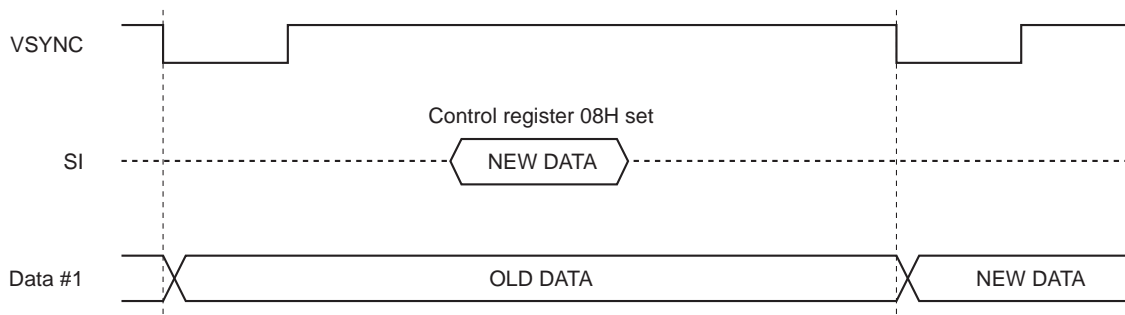 VSYNC
Control register 08H set
SI
NEW DATA
Data #1
OLD DATA
NEW DATA